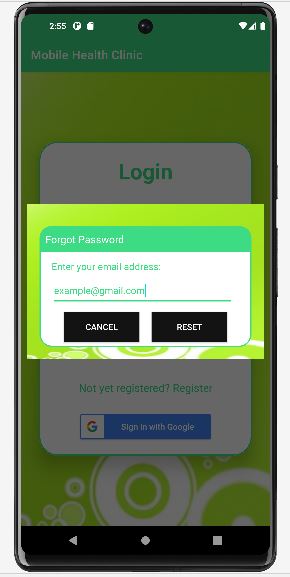 2:55
Mobile Health Clinic
Login
Forgot Password
Enter your email address:
example@gmail.com
CANCEL RESET
Not yet registered? Register
G Sign in with Google